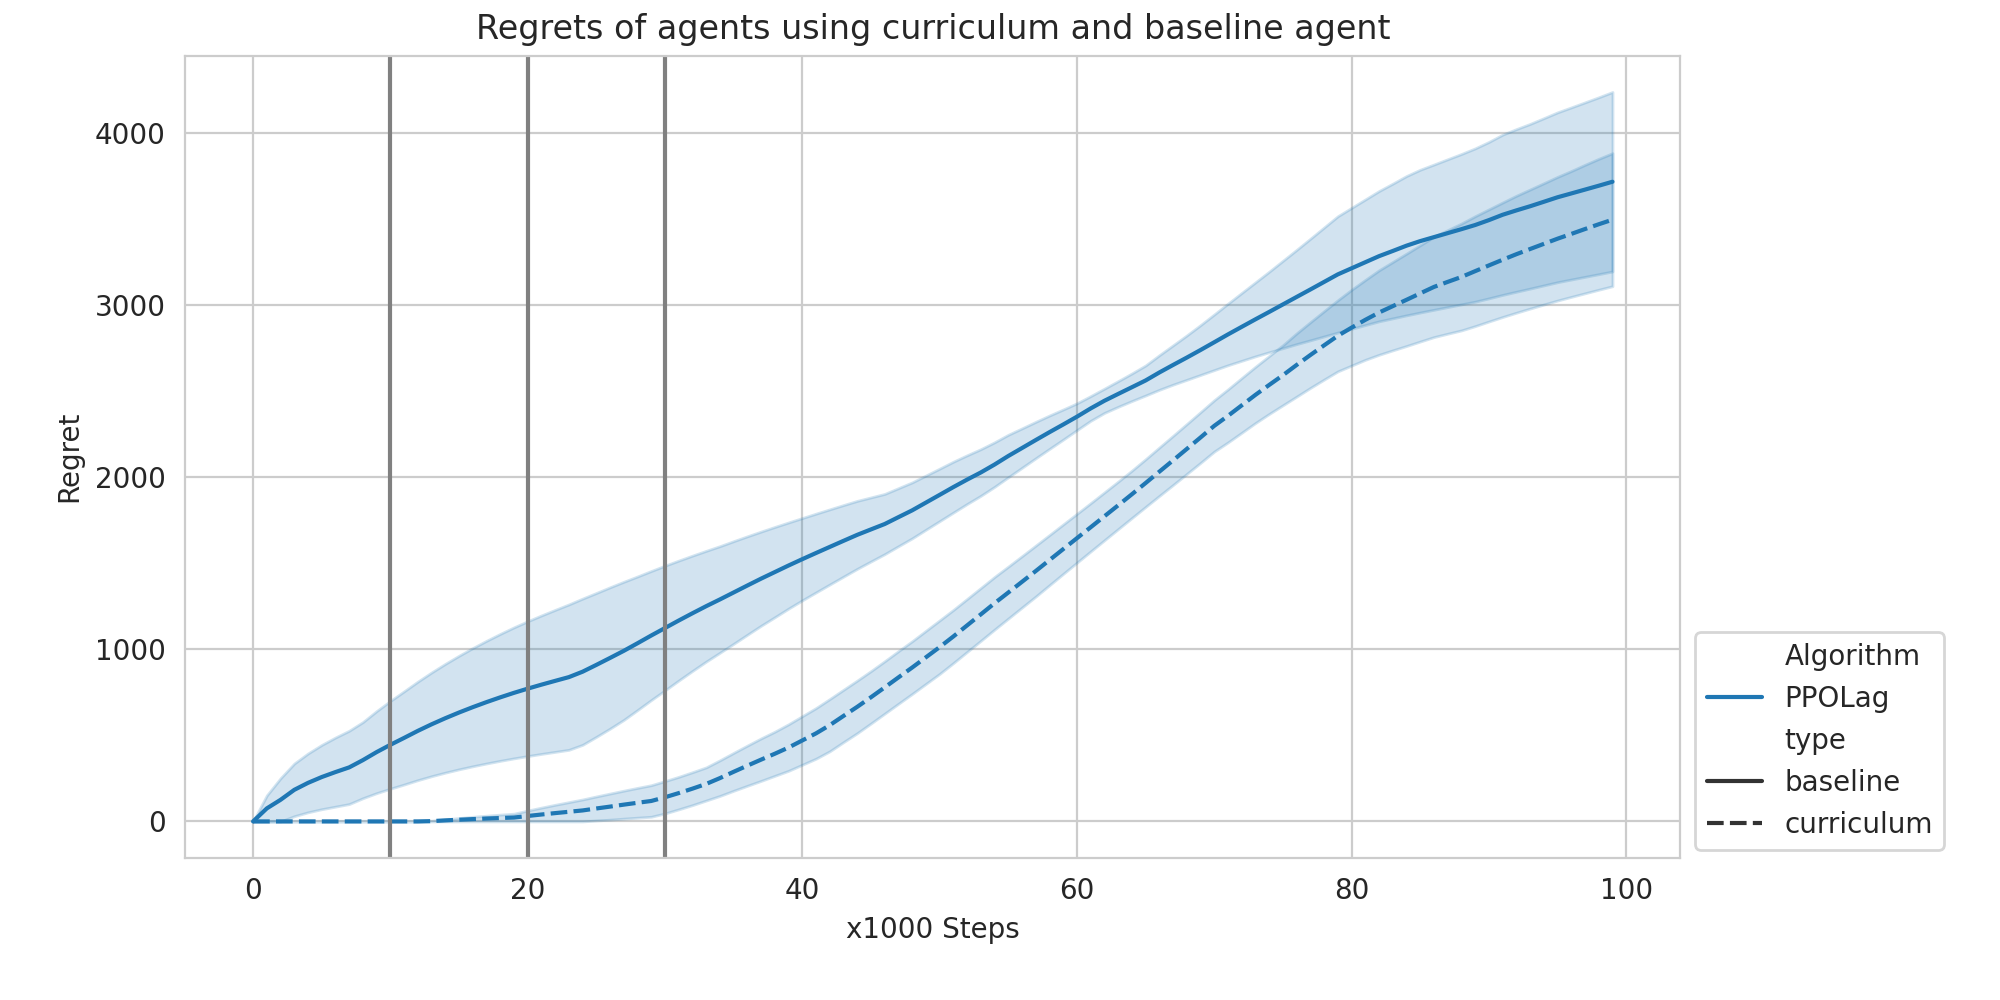 Regrets of agents using curriculum and baseline agent
4000
3000
2000
1000
0
Regret
0 20 40 60 80 100
x1000 Steps
Algorithm
PPOLag
type
baseline
curriculum